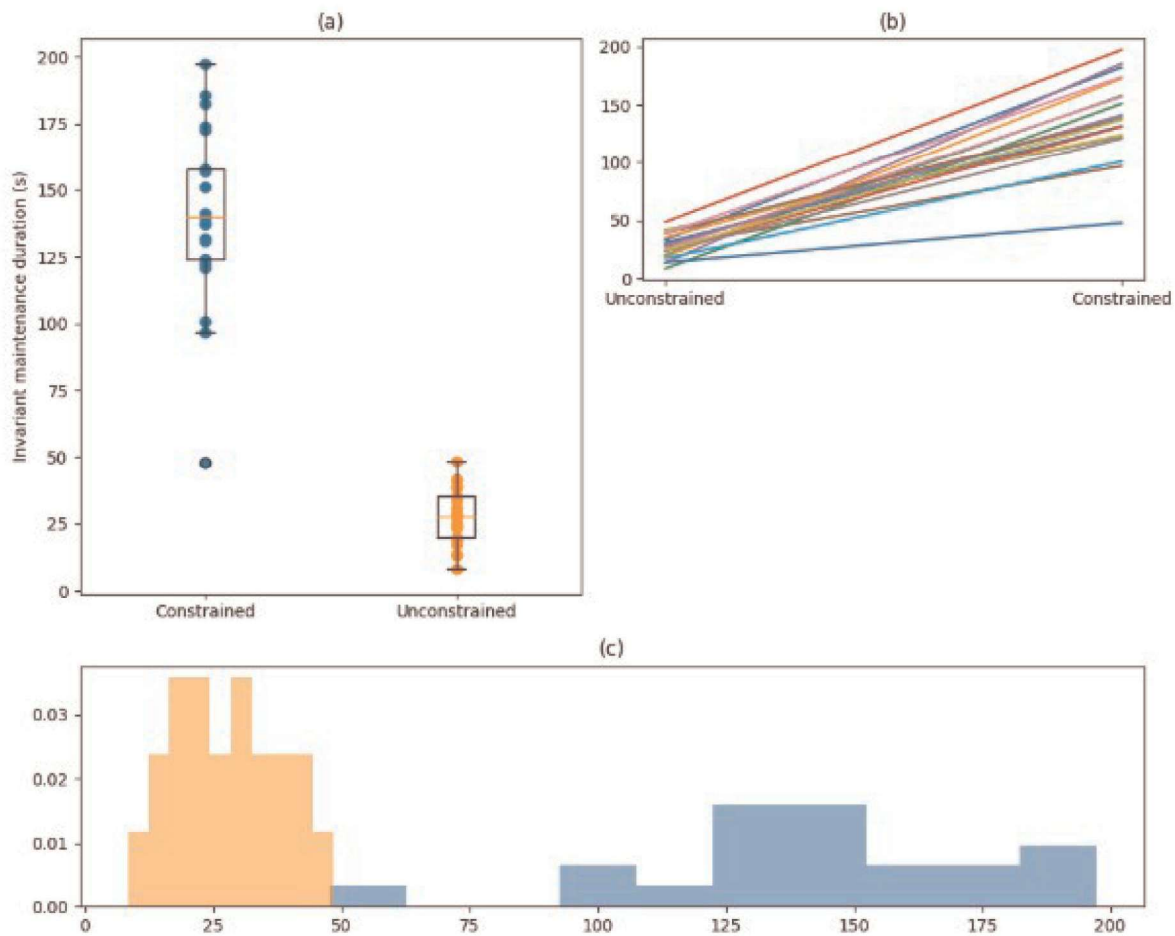 (a)
200
175
150
125
100
75
50
25
0
Invariant maintenance duration (s)
Constrained Unconstrained
(b)
200
150
100
50
0
Unconstrained Constrained
(c)
0.03
0.02
0.01
0.00
0 25 50 75 100 125 150 175 200